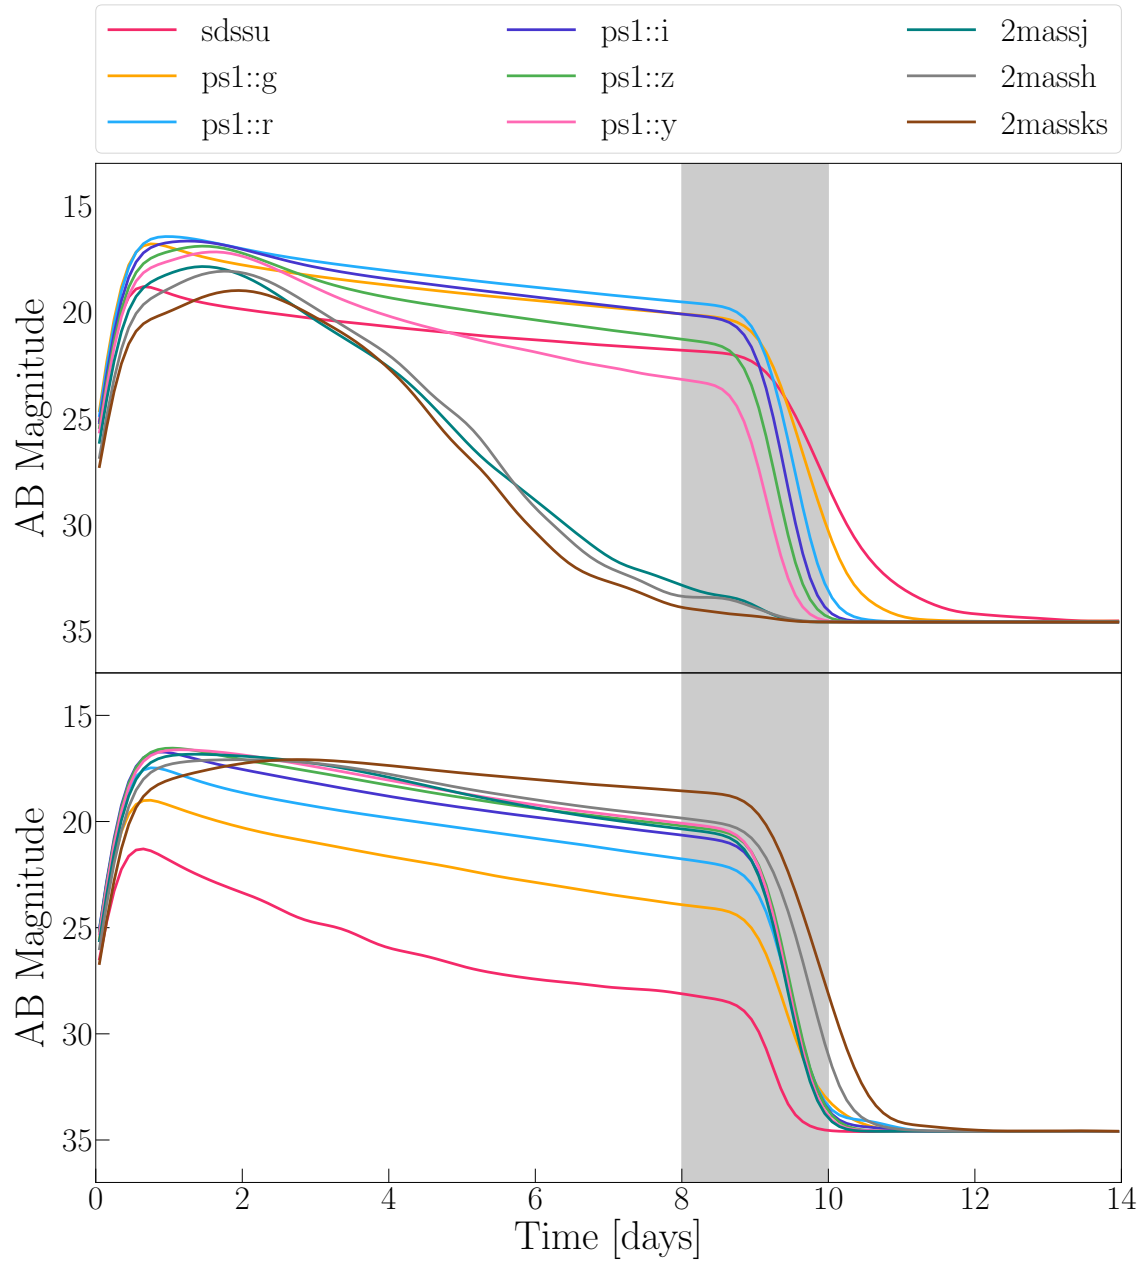 sdssu ps1::i 2massj
ps1::g ps1::z 2massh
ps1::r ps1::y 2massks
15
20
25
30
35
AB Magnitude
15
20
25
30
35
AB Magnitude
0 2 4 6 8 10 12 14
Time [days]